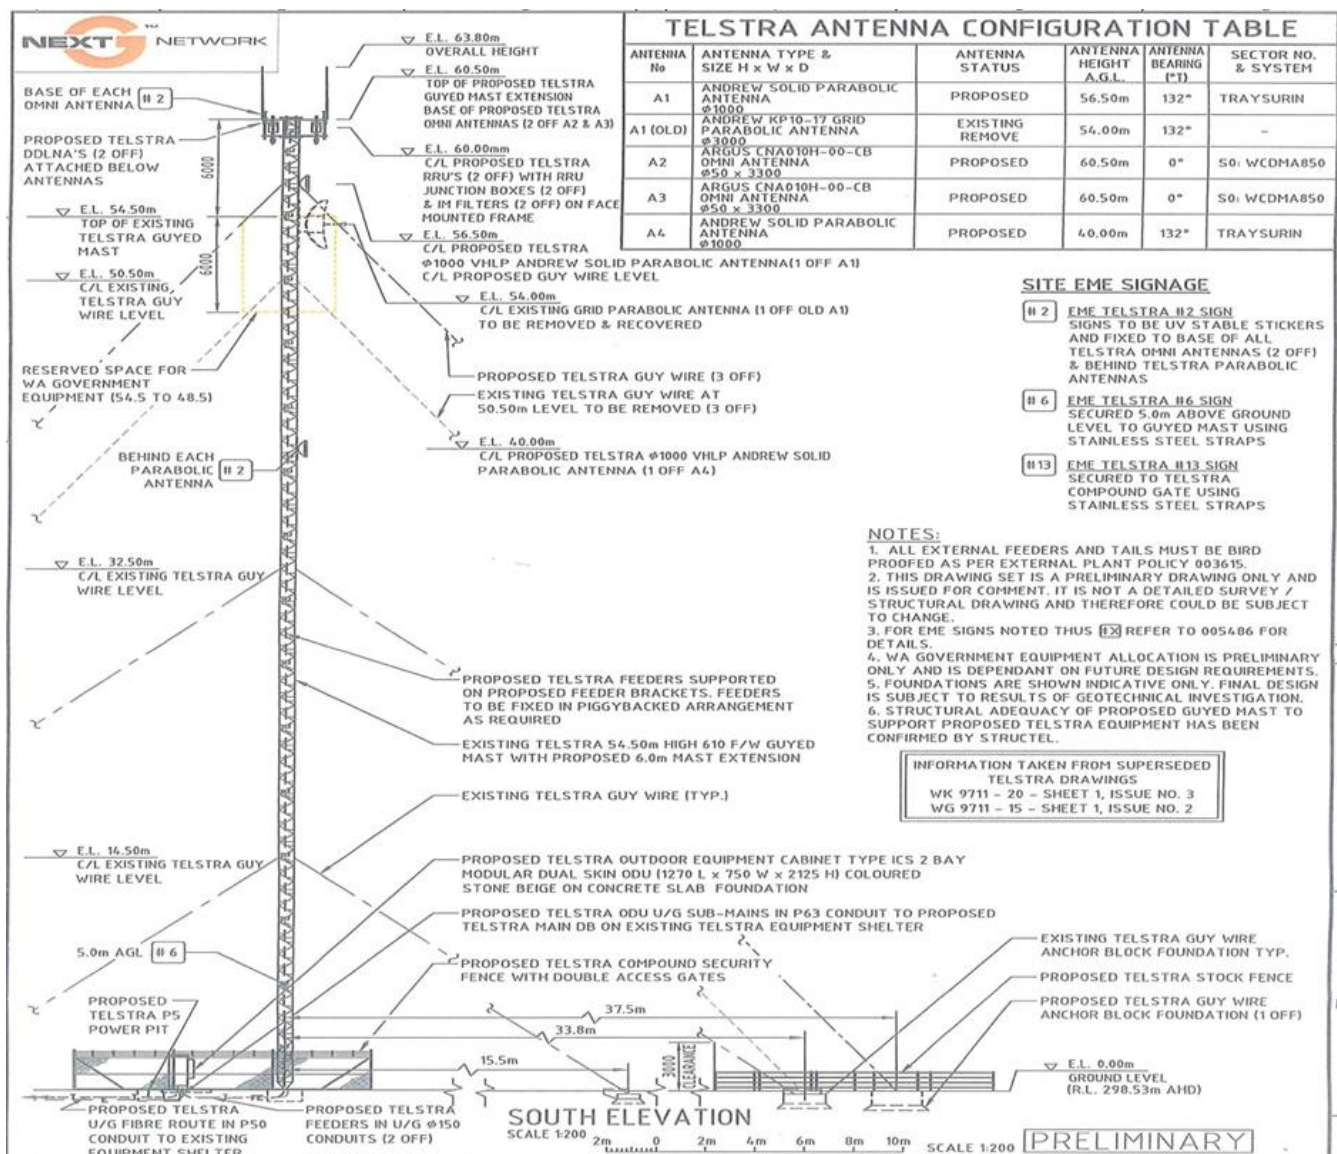 NEXTG™ NETWORK
TELSTRA ANTENNA CONFIGURATION TABLE
ANTENNA No | ANTENNA TYPE & SIZE H x W x D | ANTENNA STATUS | ANTENNA HEIGHT A.G.L. | ANTENNA BEARING (°T) | SECTOR NO. & SYSTEM
A1 | ANDREW SOLID PARABOLIC ANTENNA ø1000 | PROPOSED | 56.50m | 132° | TRAYSURIN
A1 (OLD) | ANDREW KP10-17 GRID PARABOLIC ANTENNA ø3000 | EXISTING REMOVE | 54.00m | 132° | -
A2 | ARGUS CNA010H-00-CB OMNI ANTENNA ø50 x 3300 | PROPOSED | 60.50m | 0° | S0: WCDMA850
A3 | ARGUS CNA010H-00-CB OMNI ANTENNA ø50 x 3300 | PROPOSED | 60.50m | 0° | S0: WCDMA850
A4 | ANDREW SOLID PARABOLIC ANTENNA ø1000 | PROPOSED | 40.00m | 132° | TRAYSURIN
BASE OF EACH
OMNI ANTENNA #2
PROPOSED TELSTRA
DDLNA'S (2 OFF)
ATTACHED BELOW
ANTENNAS
E.L. 54.50m
TOP OF EXISTING
TELSTRA GUYED
MAST
E.L. 50.50m
C/L EXISTING
TELSTRA GUY
WIRE LEVEL
RESERVED SPACE FOR
WA GOVERNMENT
EQUIPMENT (54.5 TO 48.5)
6000
6000
BEHIND EACH
PARABOLIC
ANTENNA
#2
E.L. 32.50m
C/L EXISTING TELSTRA GUY
WIRE LEVEL
E.L. 14.50m
C/L EXISTING TELSTRA GUY
WIRE LEVEL
5.0m AGL #6
PROPOSED
TELSTRA P5
POWER PIT
E.L. 63.80m
OVERALL HEIGHT
E.L. 60.50m
TOP OF PROPOSED TELSTRA
GUYED MAST EXTENSION
BASE OF PROPOSED TELSTRA
OMNI ANTENNAS (2 OFF A2 & A3)
E.L. 60.00mm
C/L PROPOSED TELSTRA
RRU'S (2 OFF) WITH RRU
JUNCTION BOXES (2 OFF)
& IM FILTERS (2 OFF) ON FACE
MOUNTED FRAME
E.L. 56.50m
C/L PROPOSED TELSTRA
ø1000 VHLP ANDREW SOLID PARABOLIC ANTENNA(1 OFF A1)
C/L PROPOSED GUY WIRE LEVEL
E.L. 54.00m
C/L EXISTING GRID PARABOLIC ANTENNA (1 OFF OLD A1)
TO BE REMOVED & RECOVERED
PROPOSED TELSTRA GUY WIRE (3 OFF)
EXISTING TELSTRA GUY WIRE AT
50.50m LEVEL TO BE REMOVED (3 OFF)
E.L. 40.00m
C/L PROPOSED TELSTRA ø1000 VHLP ANDREW SOLID
PARABOLIC ANTENNA (1 OFF A4)
PROPOSED TELSTRA FEEDERS SUPPORTED
ON PROPOSED FEEDER BRACKETS. FEEDERS
TO BE FIXED IN PIGGYBACKED ARRANGEMENT
AS REQUIRED
EXISTING TELSTRA 54.50m HIGH 610 F/W GUYED
MAST WITH PROPOSED 6.0m MAST EXTENSION
EXISTING TELSTRA GUY WIRE (TYP.)
PROPOSED TELSTRA OUTDOOR EQUIPMENT CABINET TYPE ICS 2 BAY
MODULAR DUAL SKIN ODU (1270 L x 750 W x 2125 H) COLOURED
STONE BEIGE ON CONCRETE SLAB FOUNDATION
PROPOSED TELSTRA ODU U/G SUB-MAINS IN P63 CONDUIT TO PROPOSED
TELSTRA MAIN DB ON EXISTING TELSTRA EQUIPMENT SHELTER
PROPOSED TELSTRA COMPOUND SECURITY
FENCE WITH DOUBLE ACCESS GATES
SITE EME SIGNAGE
#2 EME TELSTRA #2 SIGN
SIGNS TO BE UV STABLE STICKERS
AND FIXED TO BASE OF ALL
TELSTRA OMNI ANTENNAS (2 OFF)
& BEHIND TELSTRA PARABOLIC
ANTENNAS
#6 EME TELSTRA #6 SIGN
SECURED 5.0m ABOVE GROUND
LEVEL TO GUYED MAST USING
STAINLESS STEEL STRAPS
#13 EME TELSTRA #13 SIGN
SECURED TO TELSTRA
COMPOUND GATE USING
STAINLESS STEEL STRAPS
NOTES:
1. ALL EXTERNAL FEEDERS AND TAILS MUST BE BIRD
PROOFED AS PER EXTERNAL PLANT POLICY 003615.
2. THIS DRAWING SET IS A PRELIMINARY DRAWING ONLY AND
IS ISSUED FOR COMMENT. IT IS NOT A DETAILED SURVEY /
STRUCTURAL DRAWING AND THEREFORE COULD BE SUBJECT
TO CHANGE.
3. FOR EME SIGNS NOTED THUS #X REFER TO 005486 FOR
DETAILS.
4. WA GOVERNMENT EQUIPMENT ALLOCATION IS PRELIMINARY
ONLY AND IS DEPENDANT ON FUTURE DESIGN REQUIREMENTS.
5. FOUNDATIONS ARE SHOWN INDICATIVE ONLY. FINAL DESIGN
IS SUBJECT TO RESULTS OF GEOTECHNICAL INVESTIGATION.
6. STRUCTURAL ADEQUACY OF PROPOSED GUYED MAST TO
SUPPORT PROPOSED TELSTRA EQUIPMENT HAS BEEN
CONFIRMED BY STRUCTEL.
INFORMATION TAKEN FROM SUPERSEDED
TELSTRA DRAWINGS
WK 9711 - 20 - SHEET 1, ISSUE NO. 3
WG 9711 - 15 - SHEET 1, ISSUE NO. 2
EXISTING TELSTRA GUY WIRE
ANCHOR BLOCK FOUNDATION TYP.
PROPOSED TELSTRA STOCK FENCE
PROPOSED TELSTRA GUY WIRE
ANCHOR BLOCK FOUNDATION (1 OFF)
37.5m
33.8m
15.5m
3000
CLEARANCE
E.L. 0.00m
GROUND LEVEL
(R.L. 298.53m AHD)
PROPOSED TELSTRA
U/G FIBRE ROUTE IN P50
CONDUIT TO EXISTING
EQUIPMENT SHELTER
PROPOSED TELSTRA
FEEDERS IN U/G ø150
CONDUITS (2 OFF)
SOUTH ELEVATION
SCALE 1:200
2m 0 2m 4m 6m 8m 10m
SCALE 1:200
PRELIMINARY